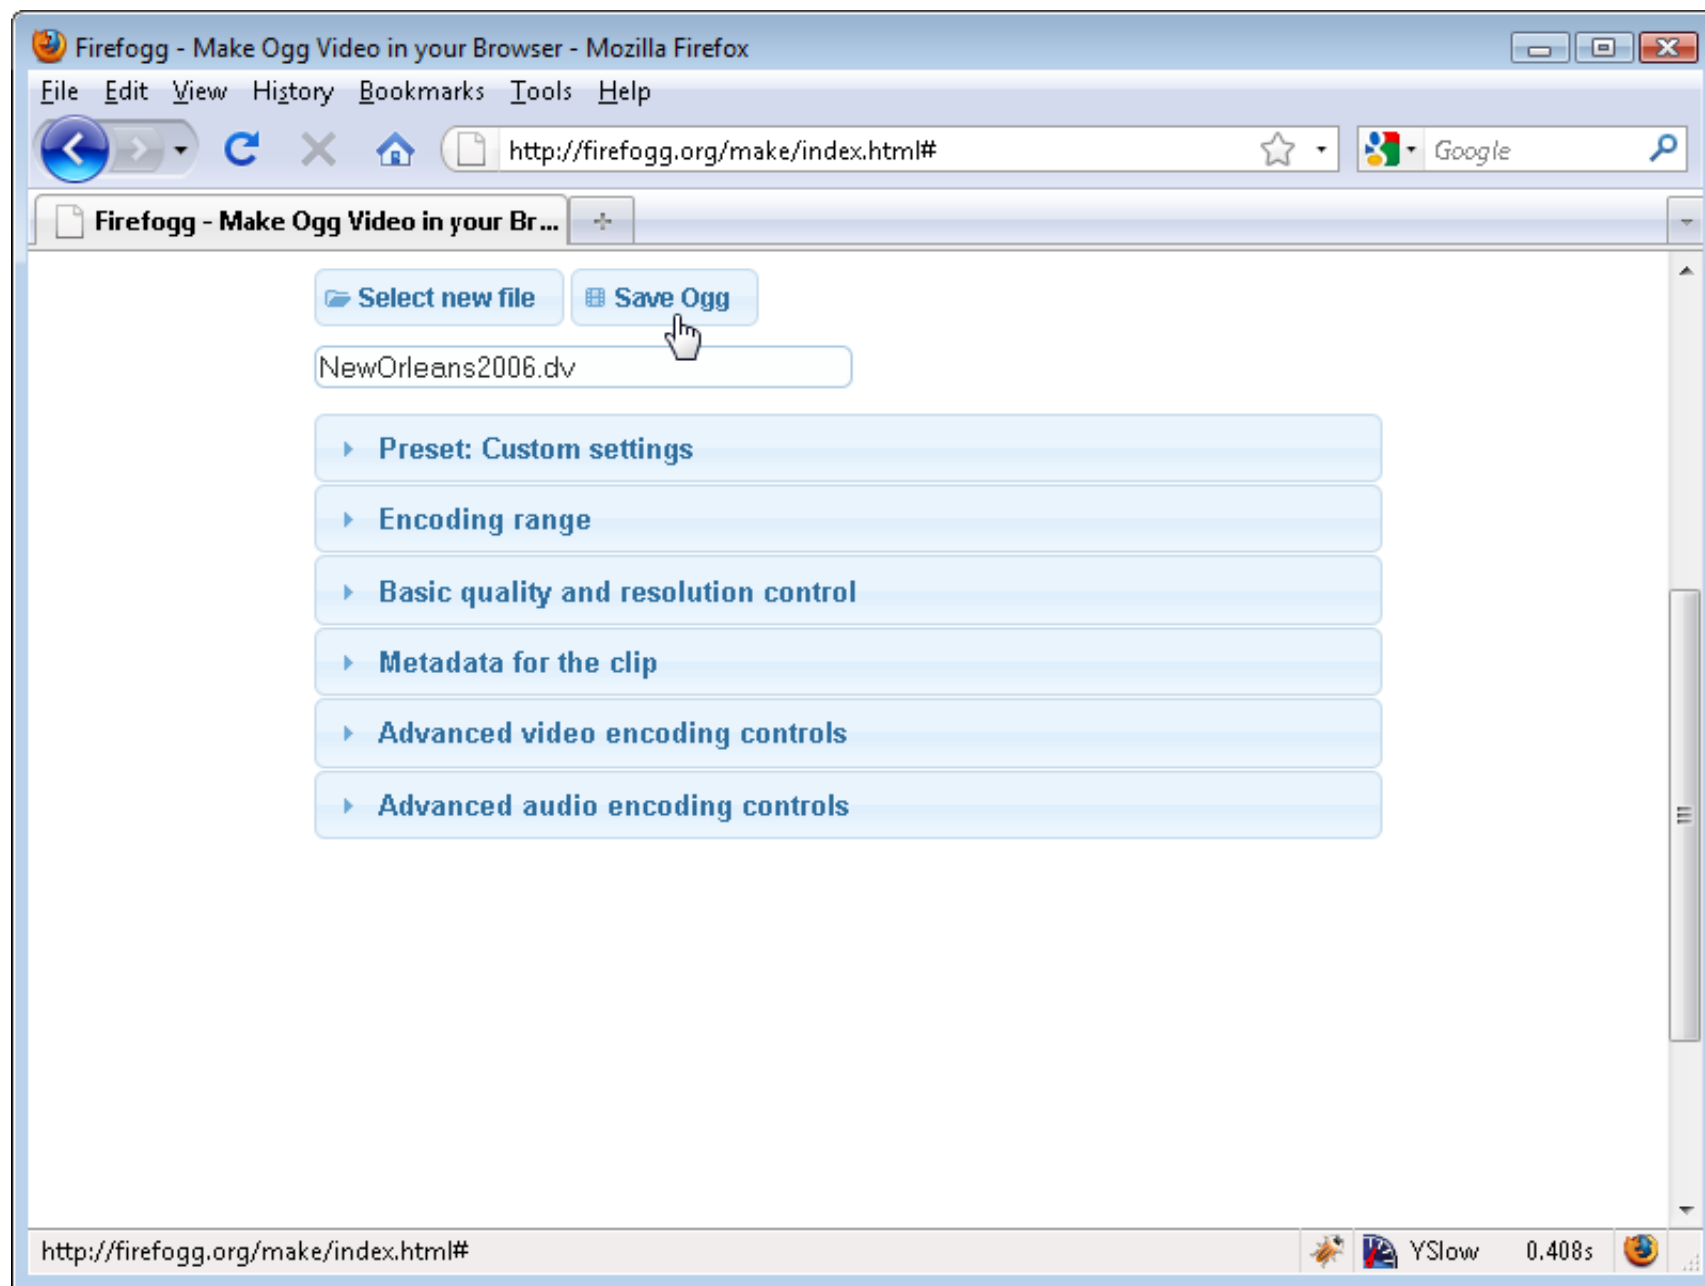 Firefogg - Make Ogg Video in your Browser - Mozilla Firefox
File Edit View History Bookmarks Tools Help
http://firefogg.org/make/index.html#
Google
Firefogg - Make Ogg Video in your Br...
Select new file
Save Ogg
NewOrleans2006.dv
Preset: Custom settings
Encoding range
Basic quality and resolution control
Metadata for the clip
Advanced video encoding controls
Advanced audio encoding controls
http://firefogg.org/make/index.html#
YSlow
0.408s